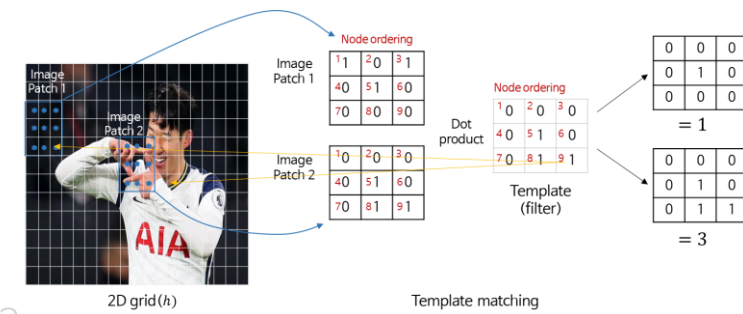 Node ordering
Image
Patch 1
1 1 2 0 3 1
4 0 5 1 6 0
7 0 8 0 9 0
Image
Patch 1
Image
Patch 2
AIA
2D grid(h)
Image
Patch 2
1 0 2 0 3 0
4 0 5 1 6 0
7 0 8 1 9 1
Dot
product
Node ordering
1 0 2 0 3 0
4 0 5 1 6 0
7 0 8 1 9 1
Template
(filter)
Template matching
0 0 0
0 1 0
0 0 0
= 1
0 0 0
0 1 0
0 1 1
= 3